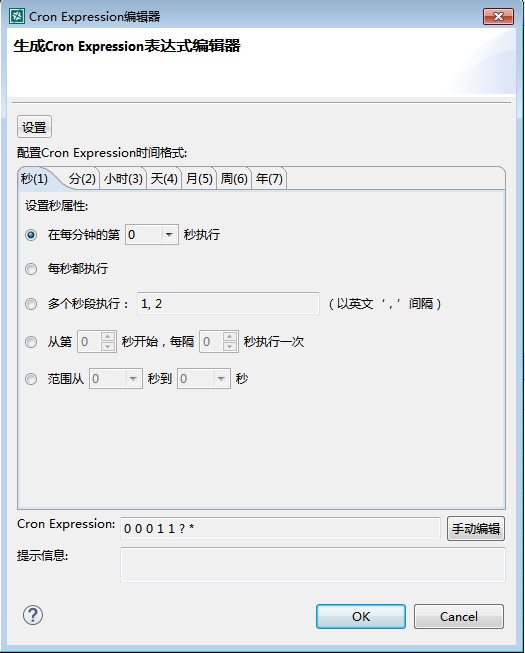 Cron Expression编辑器
生成Cron Expression表达式编辑器
设置
配置Cron Expression时间格式:
秒(1) 分(2) 小时(3) 天(4) 月(5) 周(6) 年(7)
设置秒属性:
在每分钟的第 0 秒执行
每秒都执行
多个秒段执行： 1, 2 （以英文‘，’间隔）
从第 0 秒开始，每隔 0 秒执行一次
范围从 0 秒到 0 秒
Cron Expression: 0 0 0 1 1 ? * 手动编辑
提示信息:
? OK Cancel